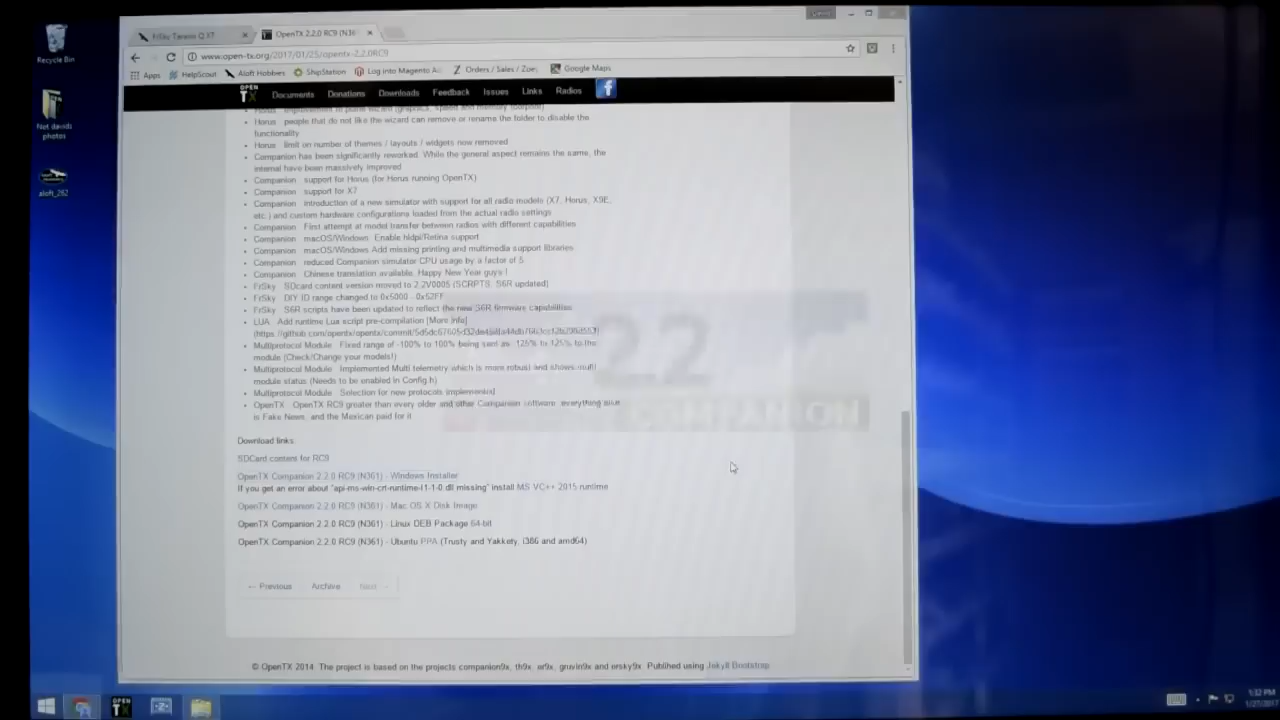 Recycle Bin
Not davids
photos
aloft_262
FrSky Taranis Q X7
OpenTX 2.2.0 RC9 (N361
www.open-tx.org/2017/01/25/opentx-2.2.0RC9
Apps HelpScout Aloft Hobbies ShipStation Log into Magento Orders / Sales / Google Maps
OPEN TX Documents Donations Downloads Feedback Issues Links Radios f
Horus people that do not like the wizard can remove or rename the folder to disable the
functionality
Horus limit on number of themes / layouts / widgets now removed
Companion has been significantly reworked. While the general aspect remains the same, the
internal have been massively improved
Companion support for Horus (for Horus running OpenTX)
Companion support for X7
Companion introduction of a new simulator with support for all radio models (X7, Horus, X9E,
etc.) and custom hardware configurations loaded from the actual radio settings
Companion First attempt at model transfer between radios with different capabilities
Companion macOS/Windows Enable hidpi/Retina support
Companion macOS/Windows Add missing printing and multimedia support libraries
Companion reduced Companion simulator CPU usage by a factor of 5
Companion Chinese translation available. Happy New Year guys !
FrSky SDcard content version moved to 2.2V0005 (SCRPTS S6R updated)
FrSky DIY ID range changed to 0x5000 - 0x52FF
FrSky S6R scripts have been updated to reflect the new S6R firmware capabilities
LUA Add runtime Lua script pre-compilation [More info]
Multiprotocol Module Fixed range of -100% to 100% being sent as -125% to 125% to the
module (Check/Change your models!)
Multiprotocol Module Implemented Multi telemetry which is more robust and shows multi
module status (Needs to be enabled in Config.h)
Multiprotocol Module Selection for new protocols implemented
OpenTX OpenTX RC9 greater than every older and other Companion software, everything else
is Fake News, and the Mexican paid for it
2.2
COMPANION
Download links:
SDCard content for RC9
OpenTX Companion 2.2.0 RC9 (N361) - Windows Installer
If you get an error about "api-ms-win-crt-runtime-l1-1-0.dll missing" install MS VC++ 2015 runtime
OpenTX Companion 2.2.0 RC9 (N361) - Mac OS X Disk Image
OpenTX Companion 2.2.0 RC9 (N361) - Linux DEB Package 64-bit
OpenTX Companion 2.2.0 RC9 (N361) - Ubuntu PPA (Trusty and Yakkety, i386 and amd64)
← Previous Archive Next →
© OpenTX 2014. The project is based on the projects companion9x, th9x, er9x, gruvin9x and ersky9x. Published using Jekyll Bootstrap
OPEN TX
1:32 PM
1/27/2017